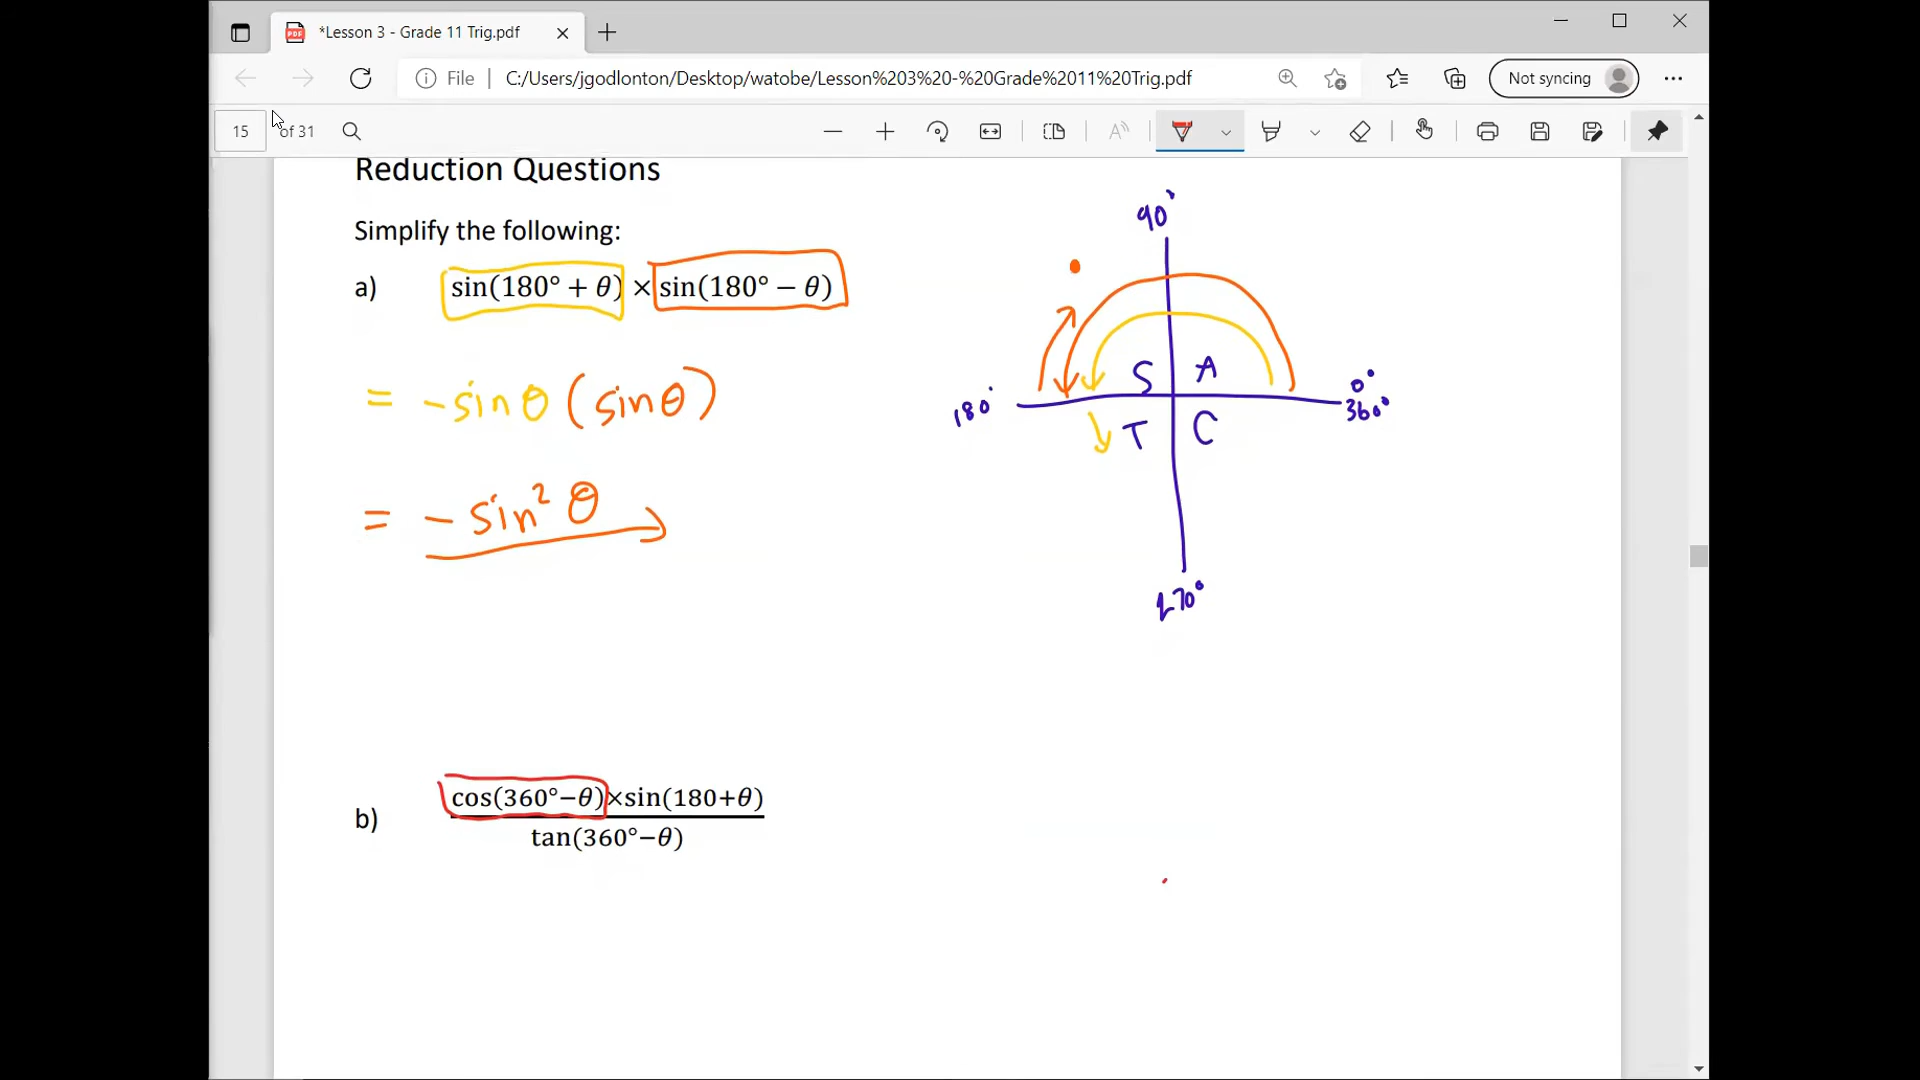 *Lesson 3 - Grade 11 Trig.pdf
File | C:/Users/jgodlonton/Desktop/watobe/Lesson%203%20-%20Grade%2011%20Trig.pdf
Not syncing
15 of 31
Reduction Questions
Simplify the following:
a) sin(180° + θ) × sin(180° − θ)
= -sinθ (sinθ)
= - sin² θ
90°
S A
180° 0°
360°
T C
270°
b) cos(360°−θ)×sin(180+θ)
tan(360°−θ)